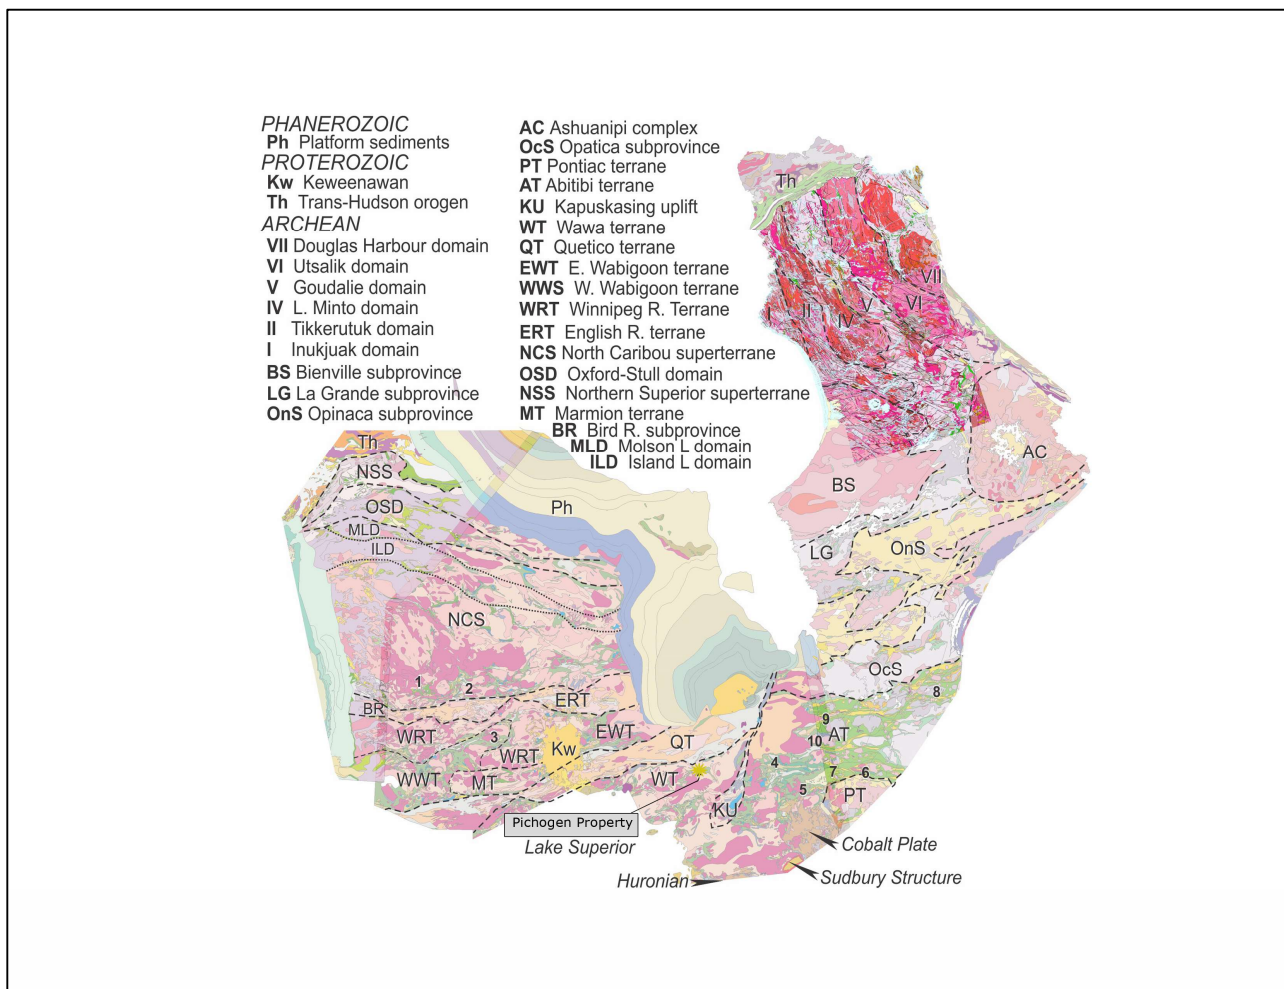 PHANEROZOIC
Ph Platform sediments
PROTEROZOIC
Kw Keweenawan
Th Trans-Hudson orogen
ARCHEAN
VII Douglas Harbour domain
VI Utsalik domain
V Goudalie domain
IV L. Minto domain
II Tikkerutuk domain
I Inukjuak domain
BS Bienville subprovince
LG La Grande subprovince
OnS Opinaca subprovince
AC Ashuanipi complex
OcS Opatica subprovince
PT Pontiac terrane
AT Abitibi terrane
KU Kapuskasing uplift
WT Wawa terrane
QT Quetico terrane
EWT E. Wabigoon terrane
WWS W. Wabigoon terrane
WRT Winnipeg R. Terrane
ERT English R. terrane
NCS North Caribou superterrane
OSD Oxford-Stull domain
NSS Northern Superior superterrane
MT Marmion terrane
BR Bird R. subprovince
MLD Molson L domain
ILD Island L domain
Th
VII
VI
V
IV
II
I
AC
BS
LG
OnS
OcS
Th
NSS
OSD
MLD
ILD
Ph
NCS
1
2
BR
ERT
WRT
3
WRT
EWT
Kw
QT
WWT
MT
WT
KU
8
9
10
AT
4
7
6
5
PT
Pichogen Property
Lake Superior
Cobalt Plate
Huronian
Sudbury Structure